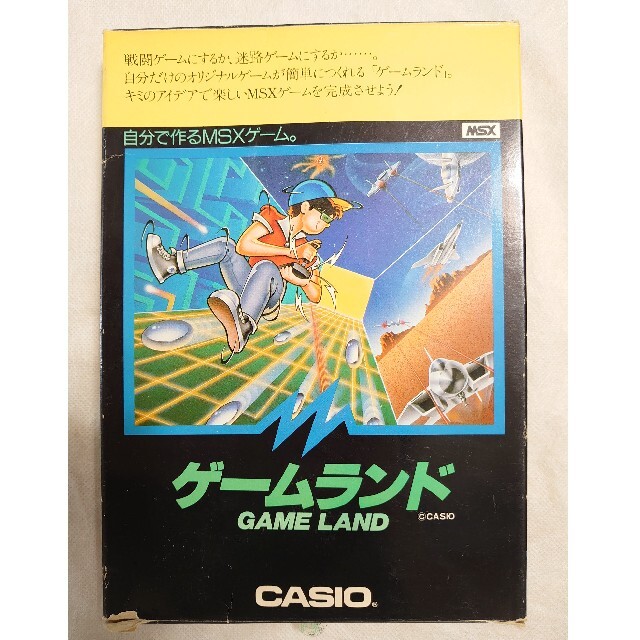 戦闘ゲームにするか、迷路ゲームにするか……。
自分だけのオリジナルゲームが簡単につくれる「ゲームランド」。
キミのアイデアで楽しいMSXゲームを完成させよう!
自分で作るMSXゲーム。
MSX
ゲームランド
GAME LAND
©CASIO
CASIO®